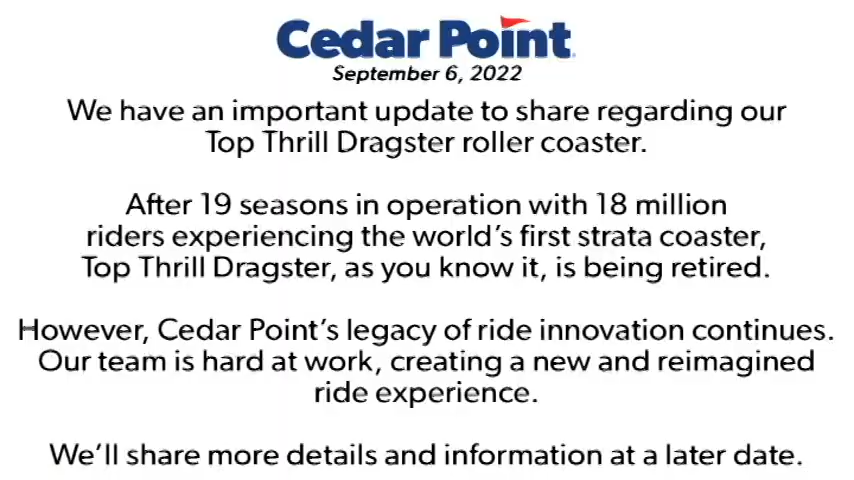 Cedar Point
September 6, 2022
We have an important update to share regarding our
Top Thrill Dragster roller coaster.
After 19 seasons in operation with 18 million
riders experiencing the world's first strata coaster,
Top Thrill Dragster, as you know it, is being retired.
However, Cedar Point's legacy of ride innovation continues.
Our team is hard at work, creating a new and reimagined
ride experience.
We'll share more details and information at a later date.